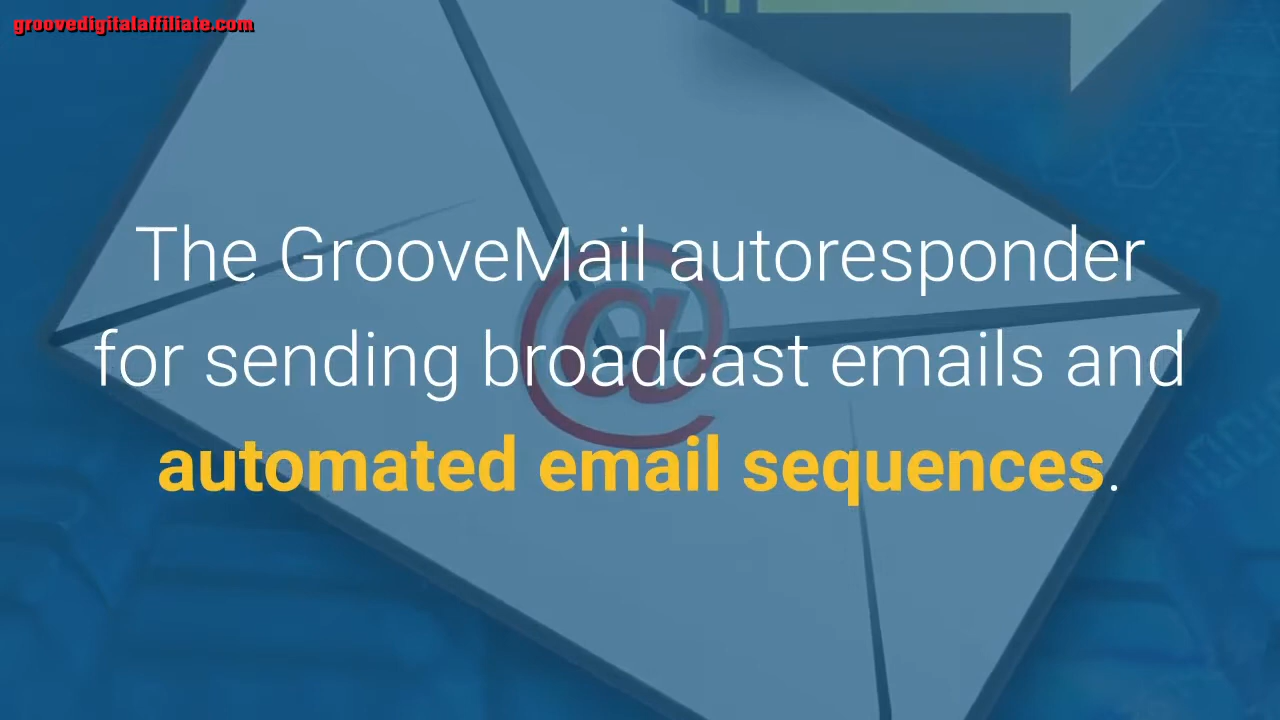 groovedigitalaffiliate.com
The GrooveMail autoresponder
for sending broadcast emails and
automated email sequences.